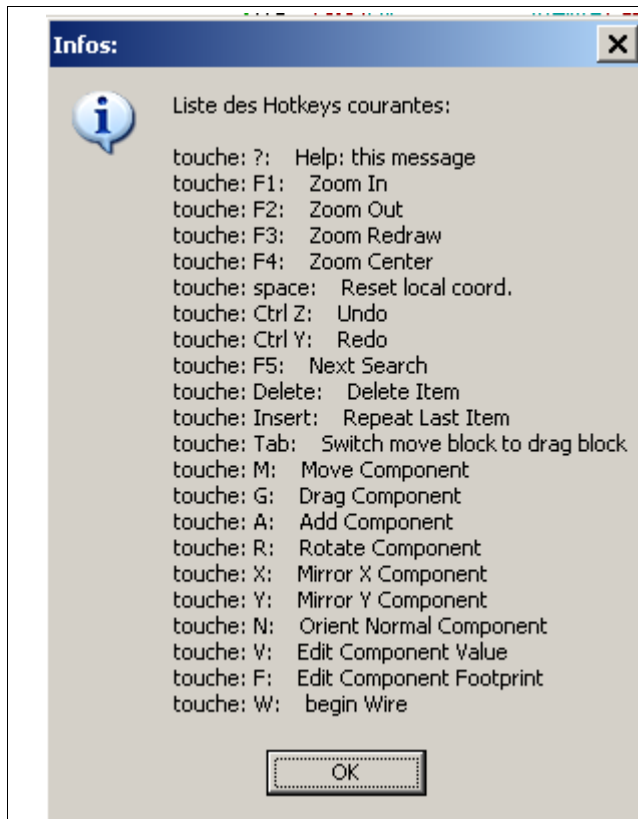 Infos:
Liste des Hotkeys courantes:
touche: ?: Help: this message
touche: F1: Zoom In
touche: F2: Zoom Out
touche: F3: Zoom Redraw
touche: F4: Zoom Center
touche: space: Reset local coord.
touche: Ctrl Z: Undo
touche: Ctrl Y: Redo
touche: F5: Next Search
touche: Delete: Delete Item
touche: Insert: Repeat Last Item
touche: Tab: Switch move block to drag block
touche: M: Move Component
touche: G: Drag Component
touche: A: Add Component
touche: R: Rotate Component
touche: X: Mirror X Component
touche: Y: Mirror Y Component
touche: N: Orient Normal Component
touche: V: Edit Component Value
touche: F: Edit Component Footprint
touche: W: begin Wire
OK